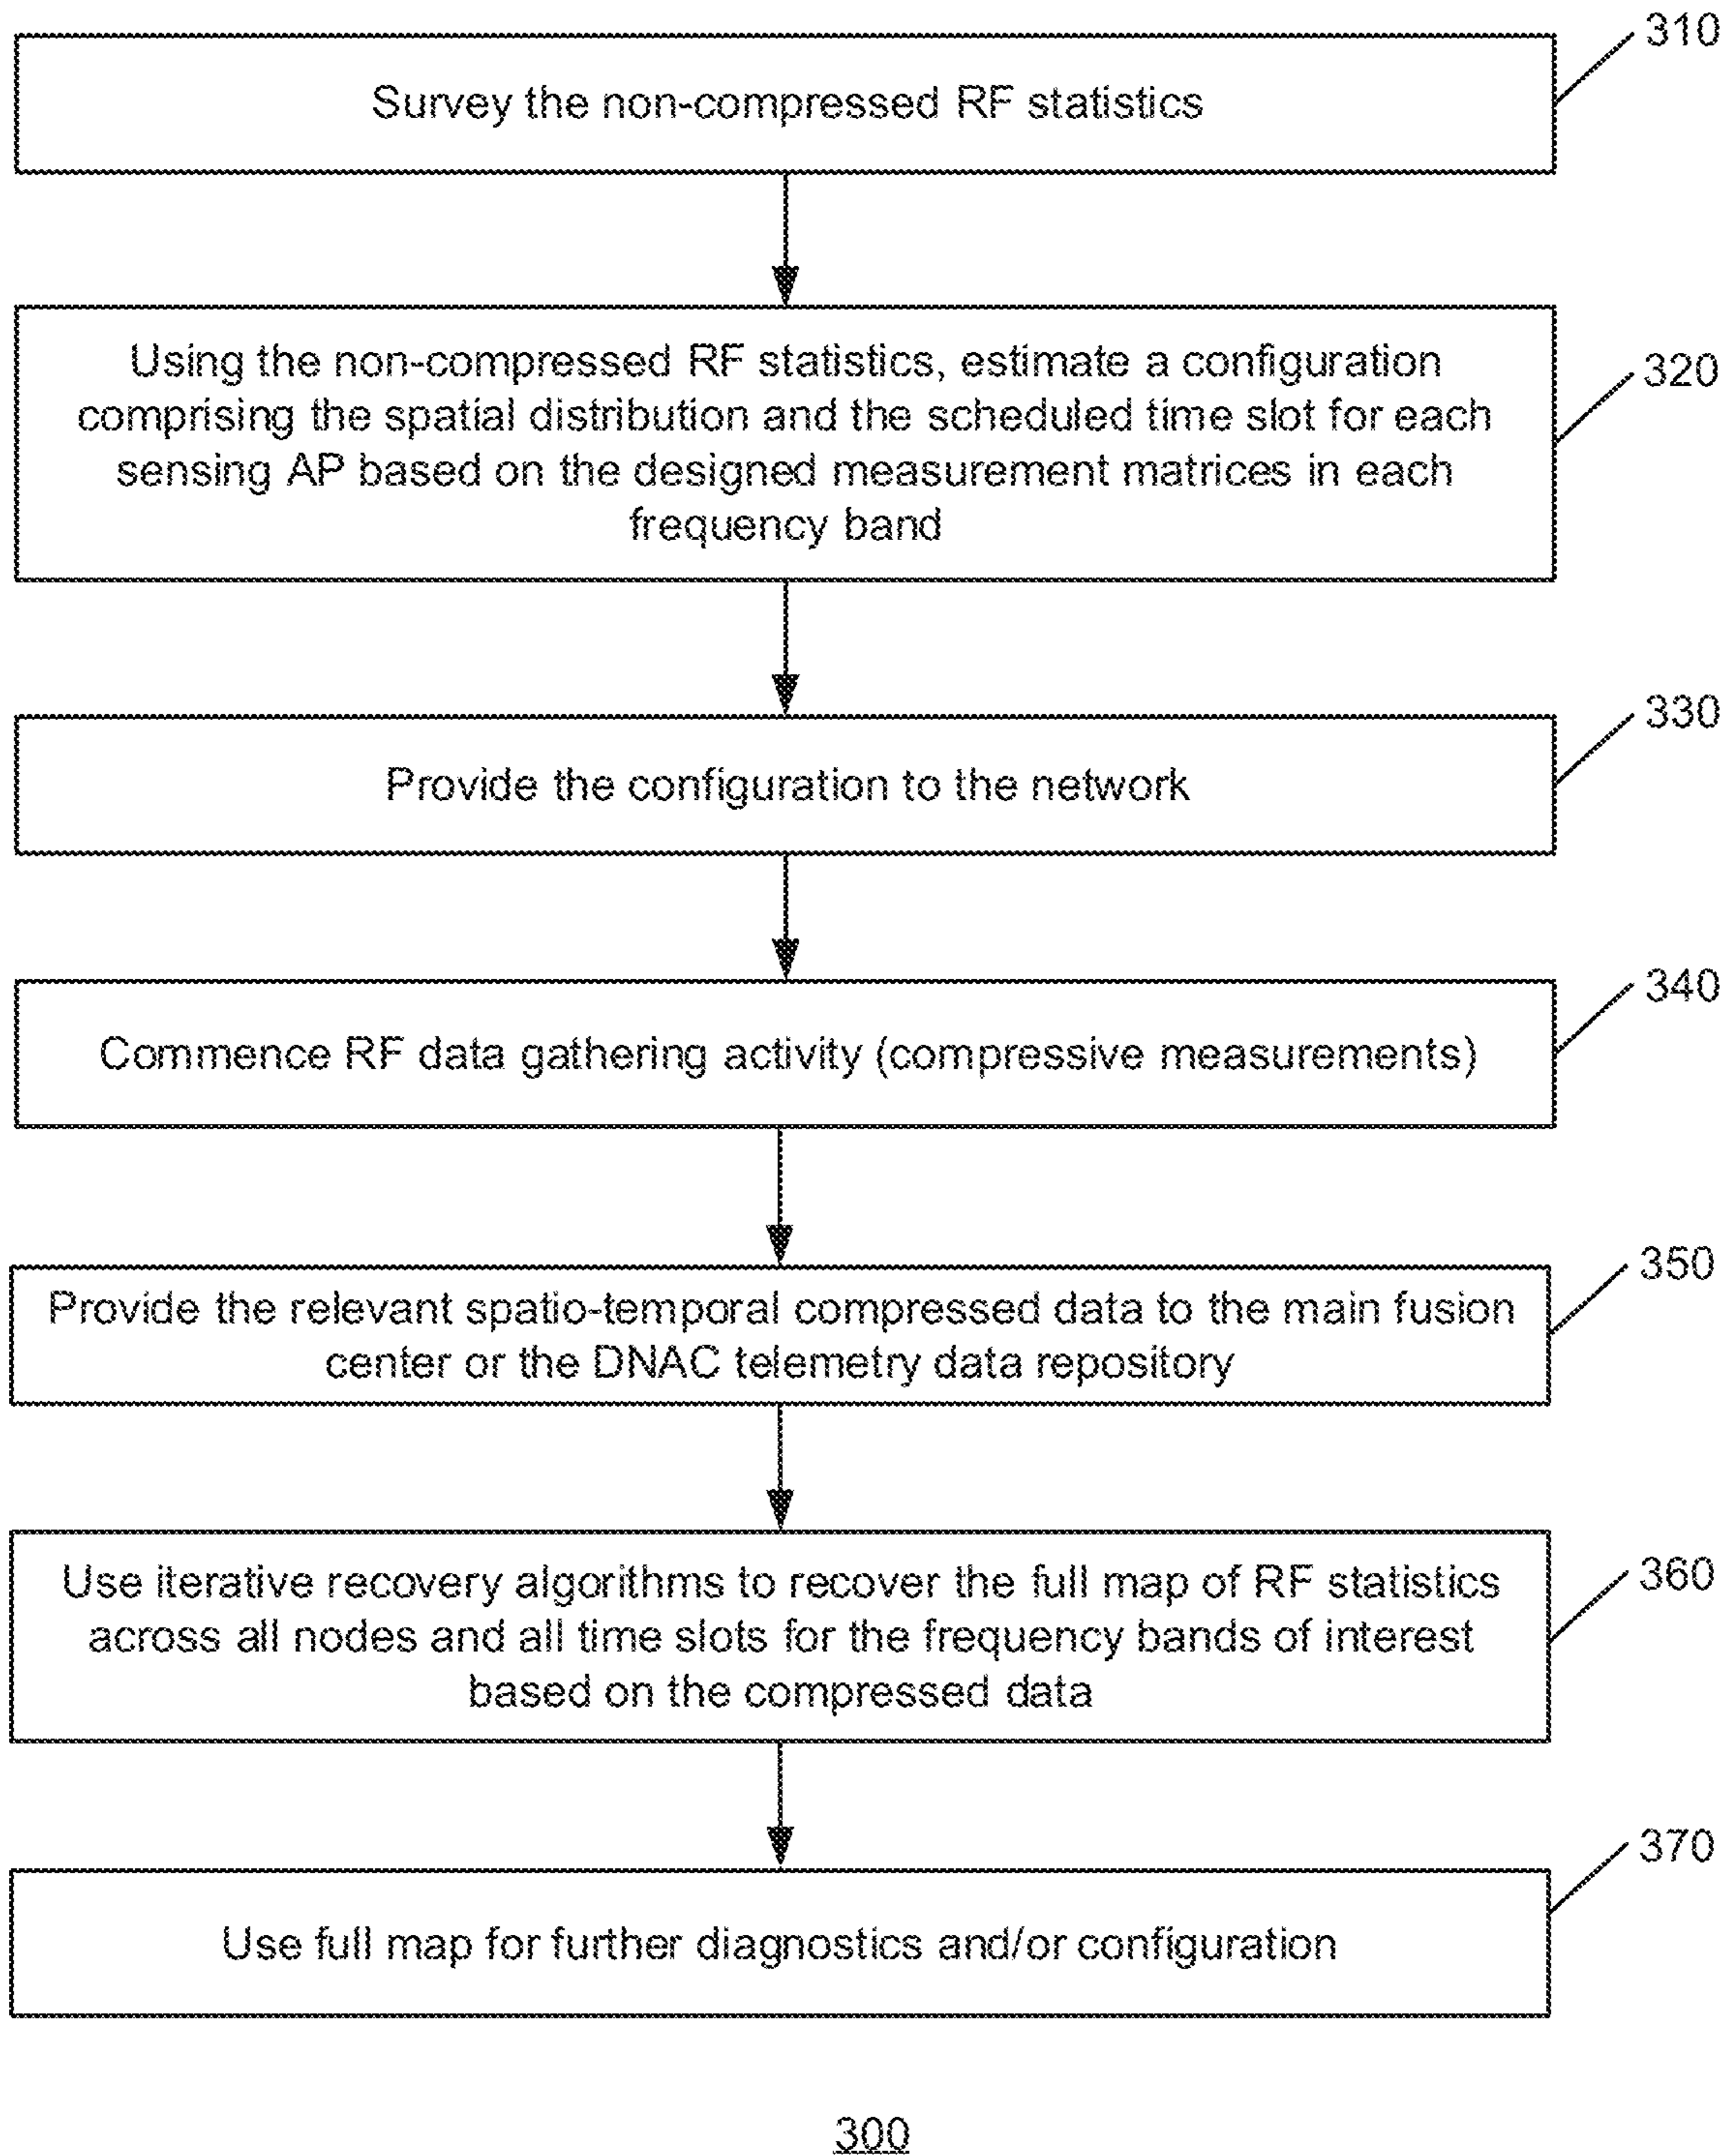 310
Survey the non-compressed RF statistics
320
Using the non-compressed RF statistics, estimate a configuration
comprising the spatial distribution and the scheduled time slot for each
sensing AP based on the designed measurement matrices in each
frequency band
330
Provide the configuration to the network
340
Commence RF data gathering activity (compressive measurements)
350
Provide the relevant spatio-temporal compressed data to the main fusion
center or the DNAC telemetry data repository
360
Use iterative recovery algorithms to recover the full map of RF statistics
across all nodes and all time slots for the frequency bands of interest
based on the compressed data
370
Use full map for further diagnostics and/or configuration
300